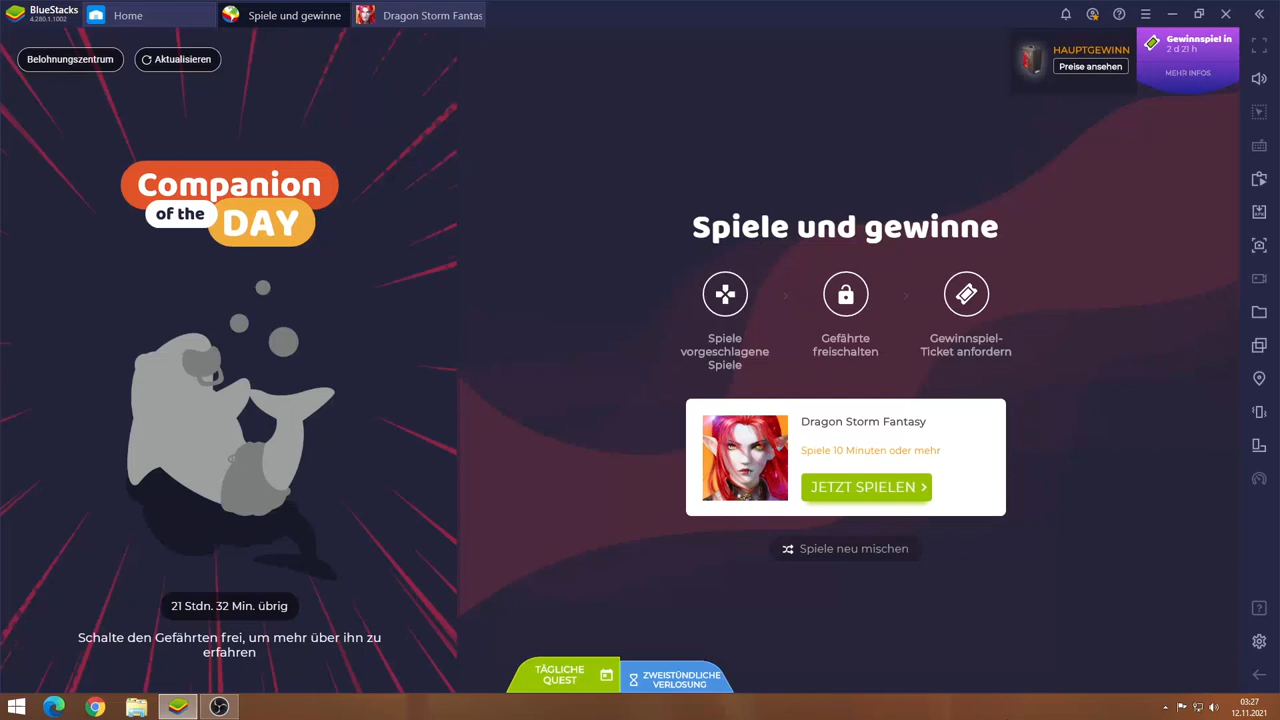 BlueStacks
4.280.1.1002
Home
Spiele und gewinne
Dragon Storm Fantas
Belohnungszentrum
Aktualisieren
HAUPTGEWINN
Preise ansehen
Gewinnspiel in
2 d 21 h
MEHR INFOS
Companion
of the DAY
Spiele und gewinne
Spiele
vorgeschlagene
Spiele
Gefährte
freischalten
Gewinnspiel-
Ticket anfordern
Dragon Storm Fantasy
Spiele 10 Minuten oder mehr
JETZT SPIELEN
Spiele neu mischen
21 Stdn. 32 Min. übrig
Schalte den Gefährten frei, um mehr über ihn zu
erfahren
TÄGLICHE
QUEST
ZWEISTÜNDLICHE
VERLOSUNG
03:27
12.11.2021